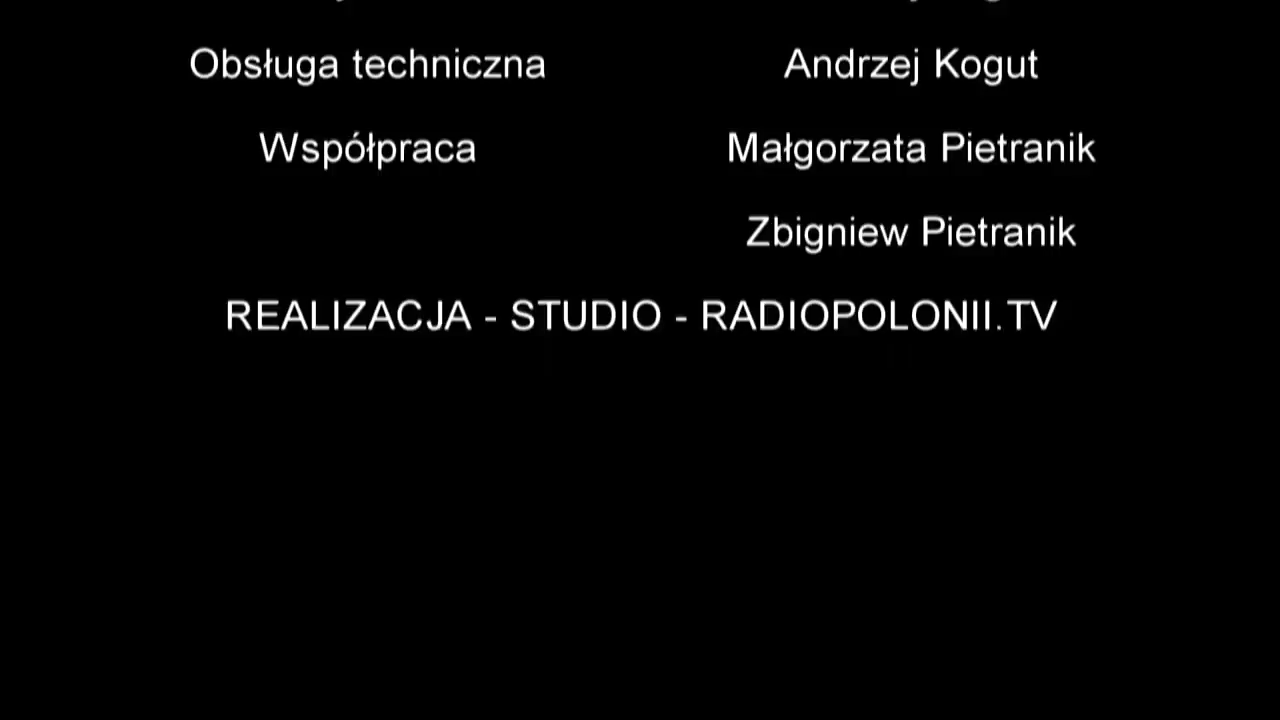 Obsługa techniczna Andrzej Kogut
Współpraca Małgorzata Pietranik
Zbigniew Pietranik
REALIZACJA - STUDIO - RADIOPOLONII.TV